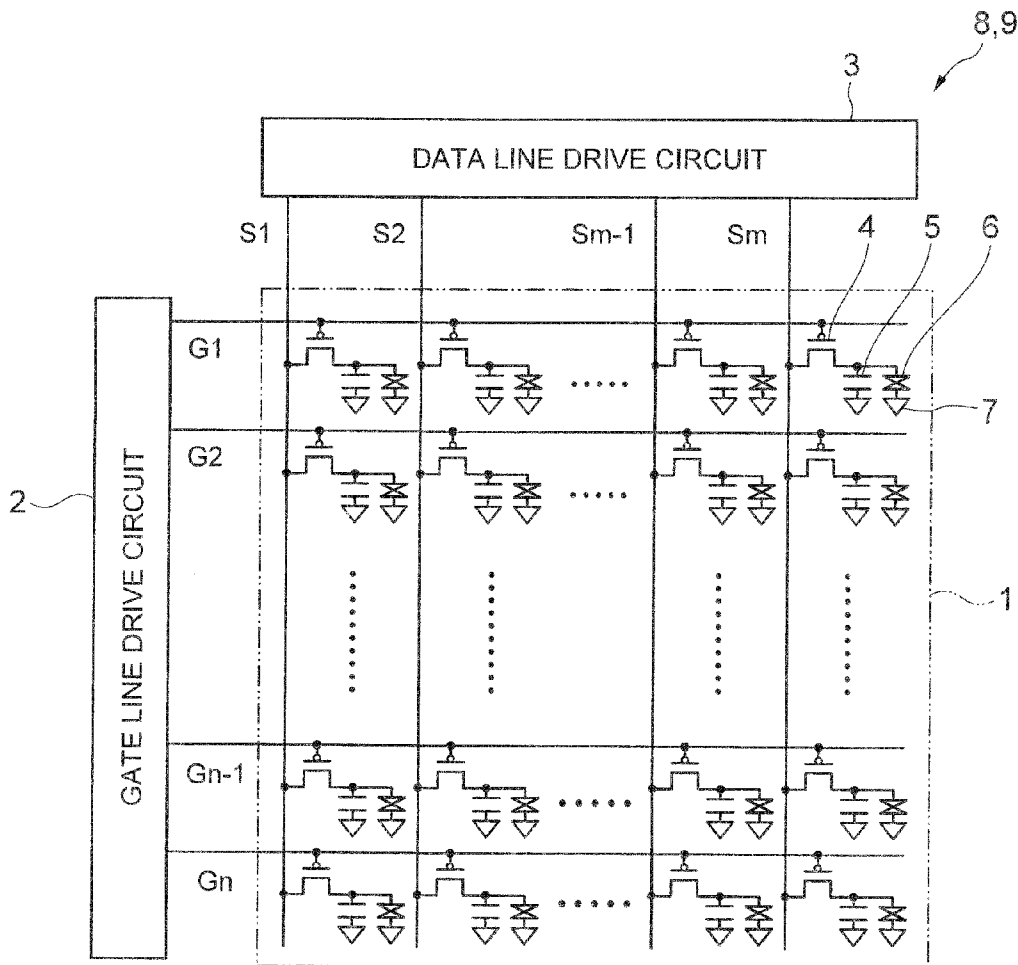 8,9
3
DATA LINE DRIVE CIRCUIT
S1
S2
Sm-1
Sm
4
5
6
G1
7
G2
2
GATE LINE DRIVE CIRCUIT
1
Gn-1
Gn